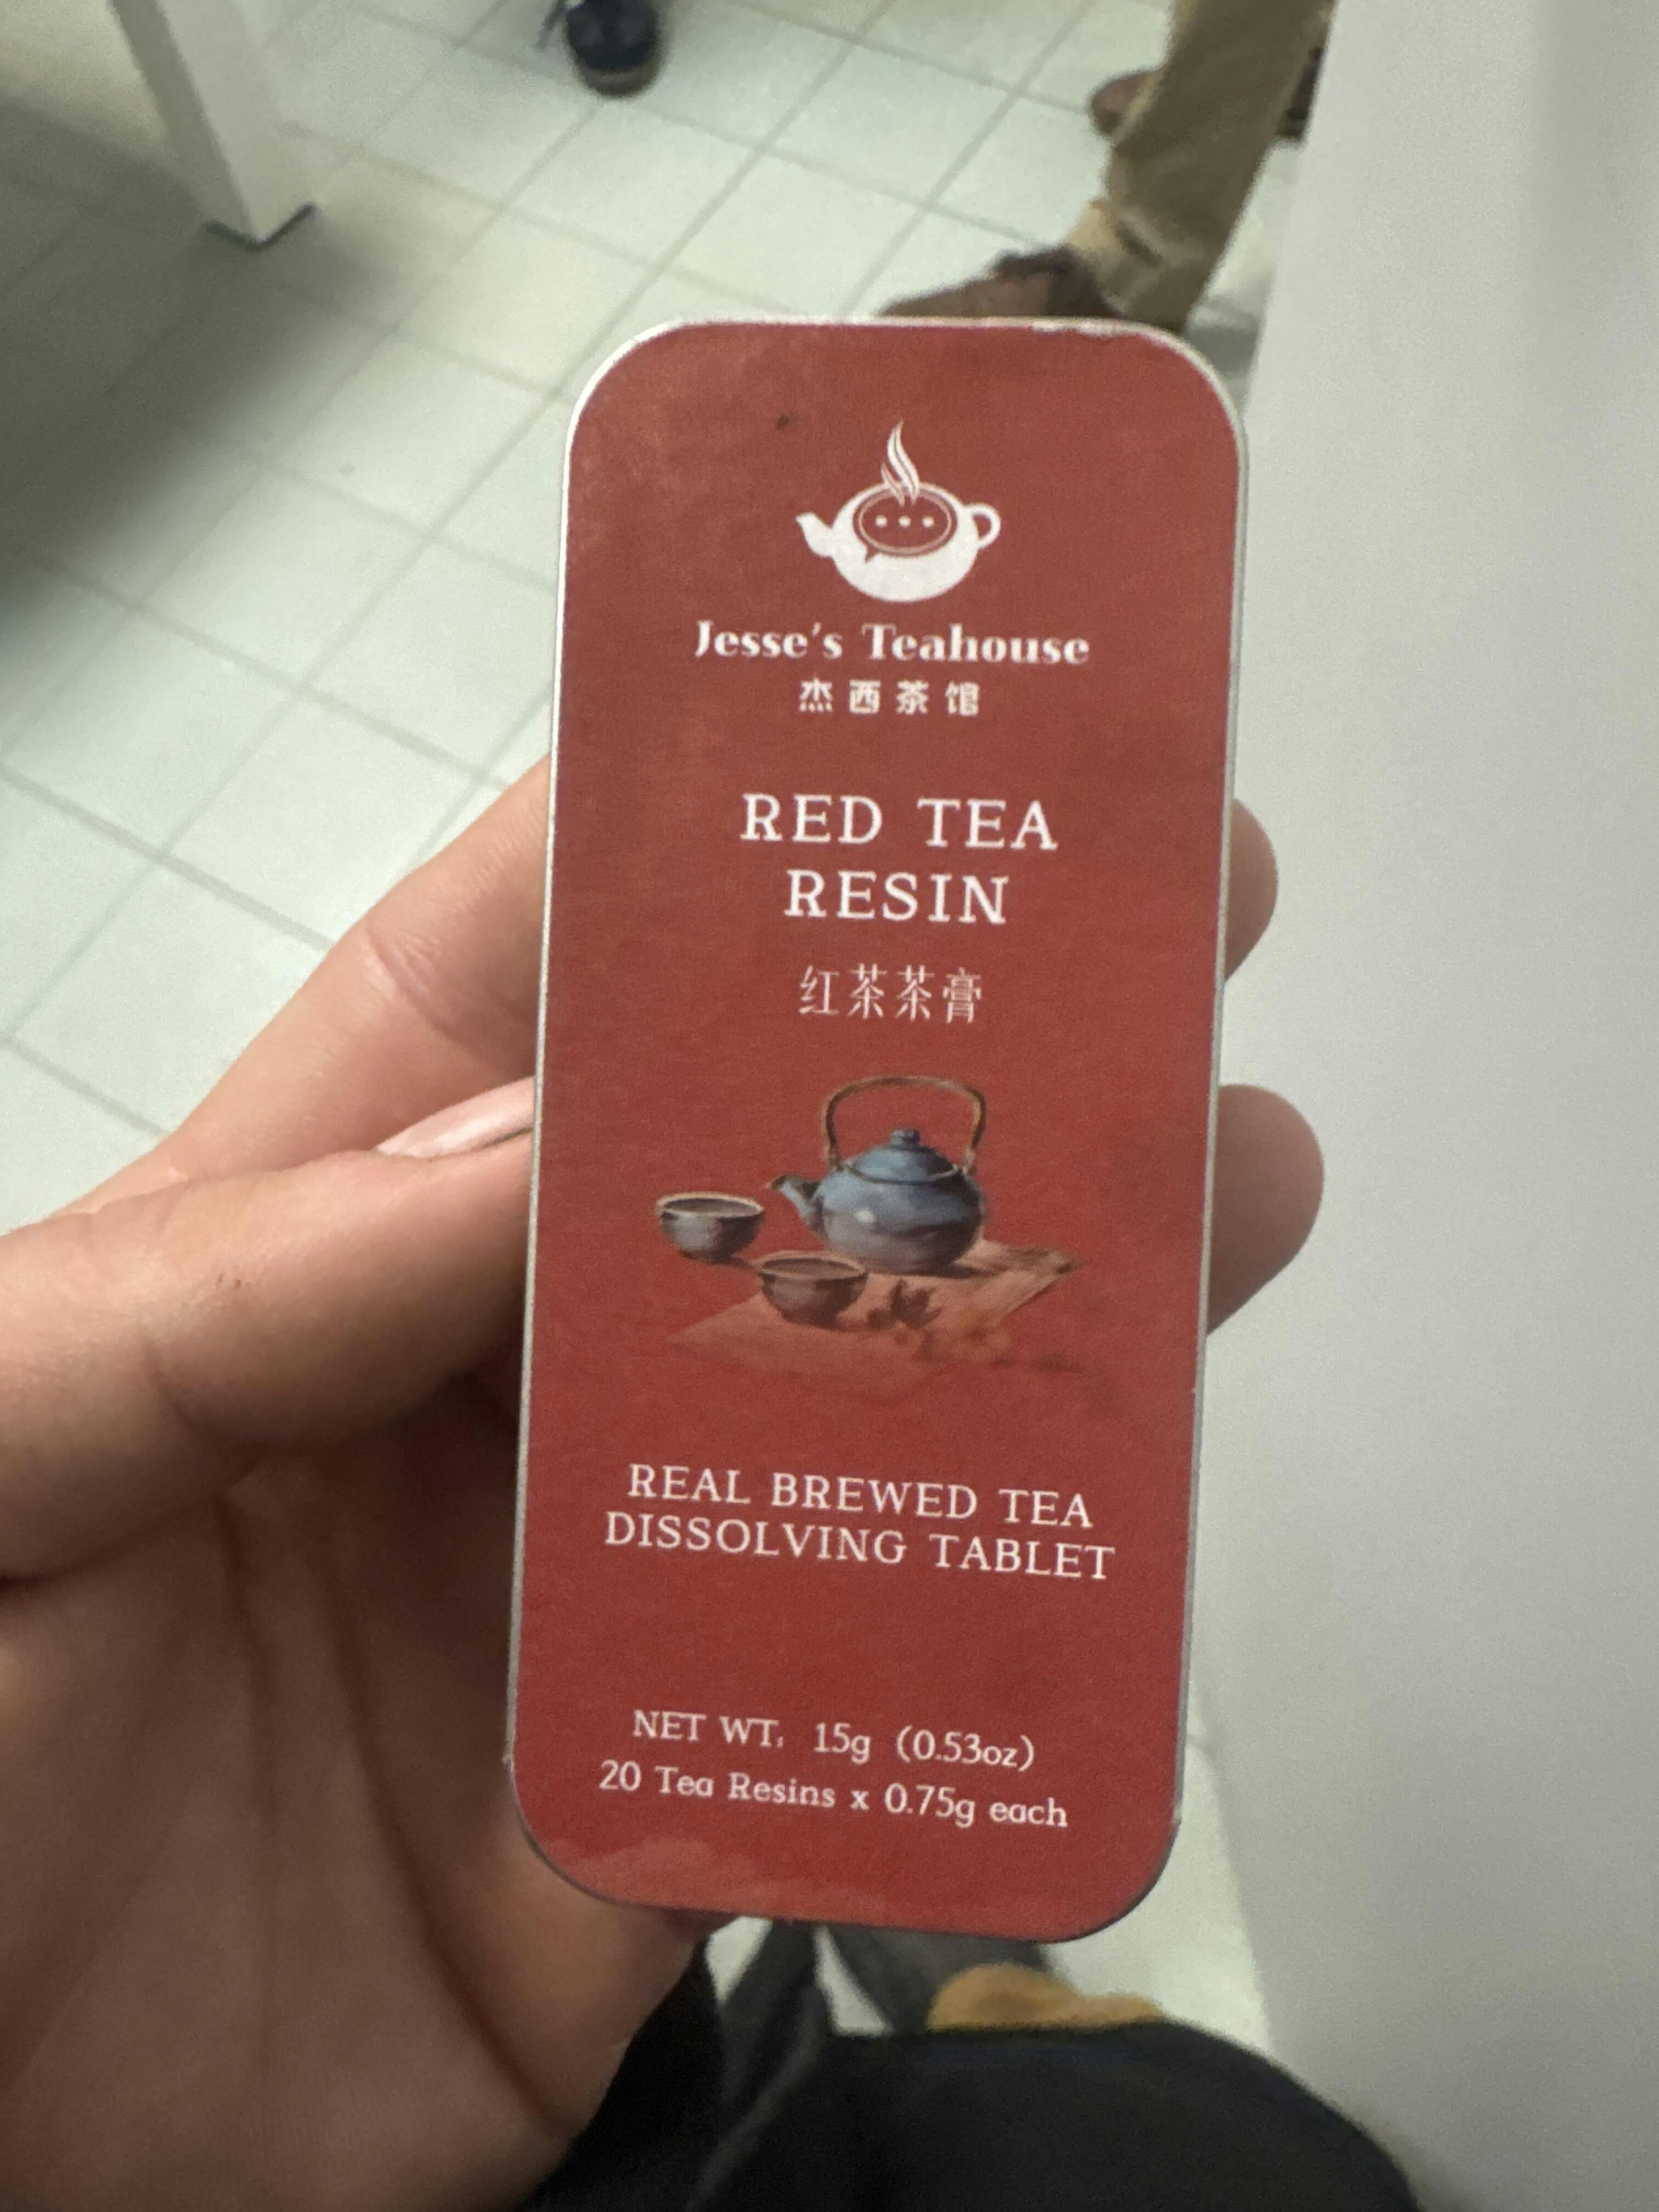 Jesse's Teahouse
杰西茶馆
RED TEA
RESIN
红茶茶膏
REAL BREWED TEA
DISSOLVING TABLET
NET WT: 15g (0.53oz)
20 Tea Resins x 0.75g each